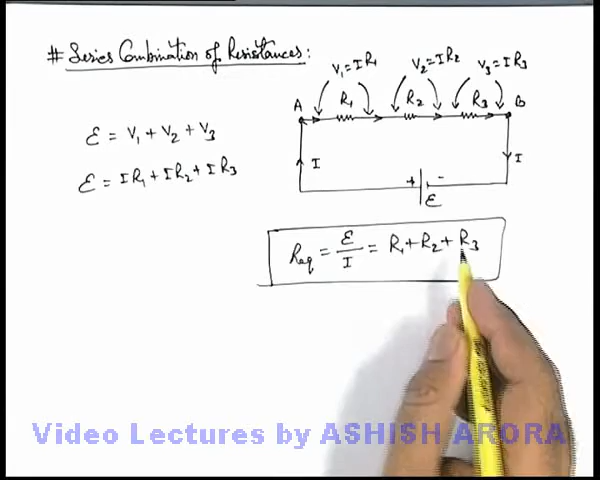 # Series Combination of Resistances:
V₁=IR₁ V₂=IR₂ V₃=IR₃
A R₁ R₂ R₃ B
ε = V₁ + V₂ + V₃
I I
ε = IR₁ + IR₂ + IR₃
+ -
ε
Req = ε/I = R₁ + R₂ + R₃
Video Lectures by ASHISH ARORA